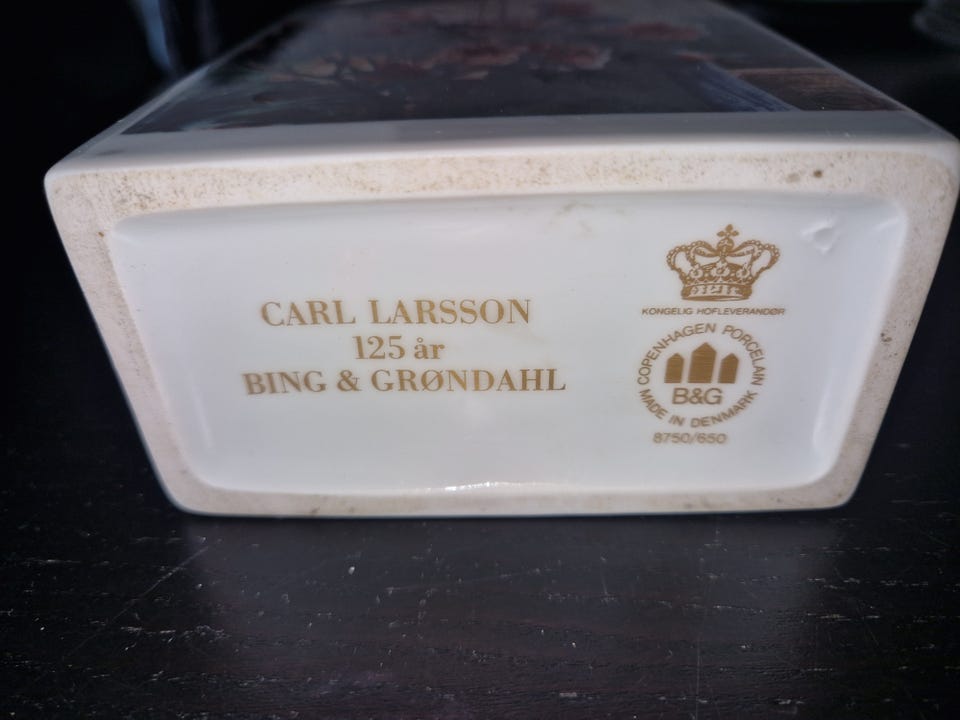 CARL LARSSON
125 år
BING & GRØNDAHL
KONGELIG HOFLEVERANDØR
COPENHAGEN PORCELAIN
B&G
MADE IN DENMARK
8750/650